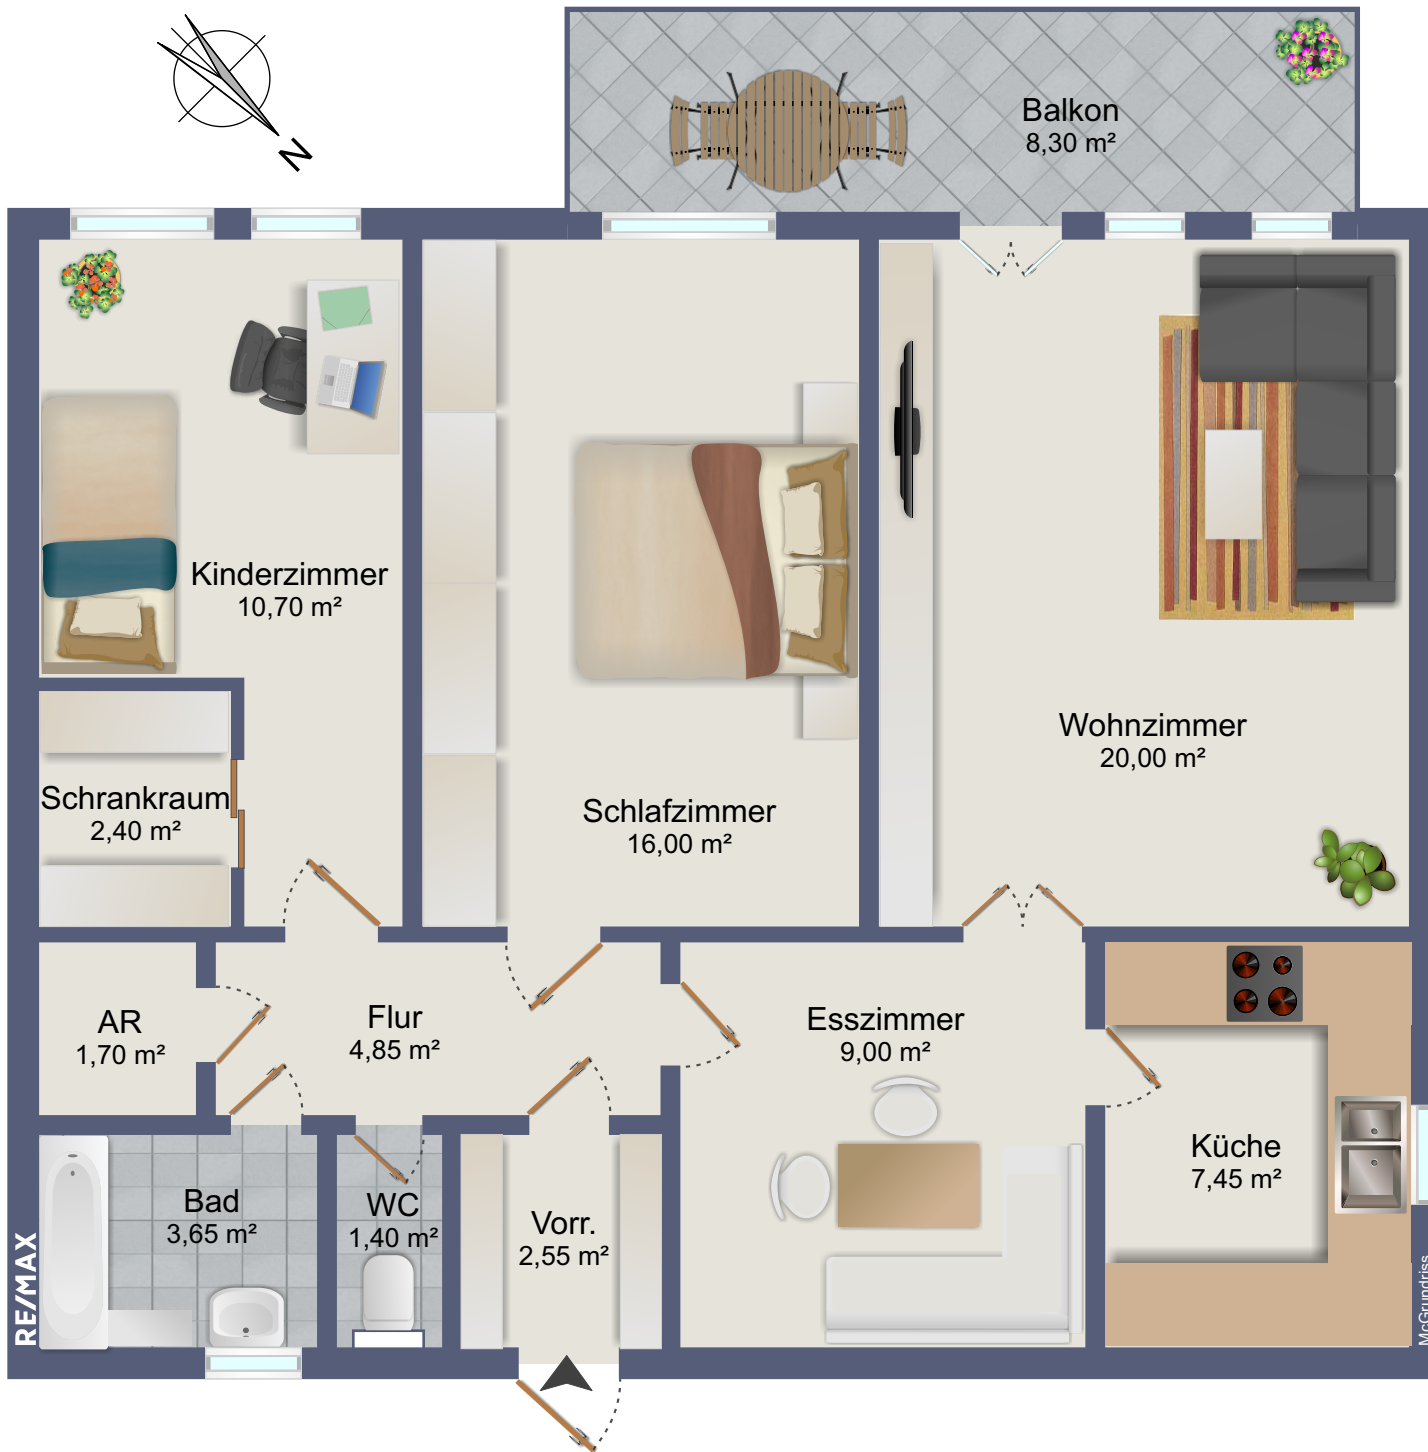 N
Balkon
8,30 m²
Kinderzimmer
10,70 m²
Wohnzimmer
20,00 m²
Schrankraum
2,40 m²
Schlafzimmer
16,00 m²
AR
1,70 m²
Flur
4,85 m²
Esszimmer
9,00 m²
Küche
7,45 m²
Bad
3,65 m²
WC
1,40 m²
Vorr.
2,55 m²
RE/MAX
McGrundriss